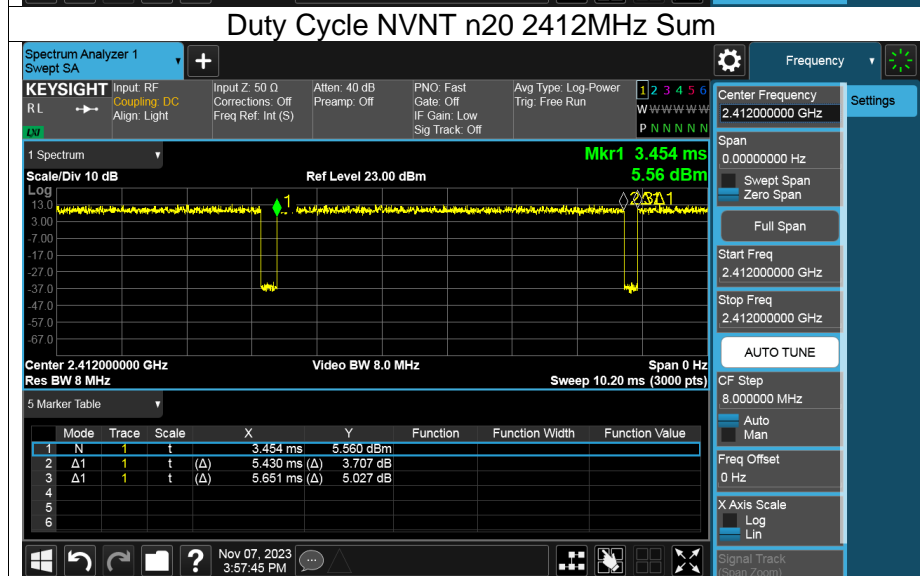 Duty Cycle NVNT n20 2412MHz Sum
Spectrum Analyzer 1
Swept SA
+
Frequency
KEYSIGHT
RL
LXI
Input: RF
Coupling: DC
Align: Light
Input Z: 50 Ω
Corrections: Off
Freq Ref: Int (S)
Atten: 40 dB
Preamp: Off
PNO: Fast
Gate: Off
IF Gain: Low
Sig Track: Off
Avg Type: Log-Power
Trig: Free Run
1 2 3 4 5 6
W W W W W W
P N N N N N
1 Spectrum
Mkr1 3.454 ms
5.56 dBm
Scale/Div 10 dB
Ref Level 23.00 dBm
Log
13.0
3.00
-7.00
-17.0
-27.0
-37.0
-47.0
-57.0
-67.0
1
Center 2.412000000 GHz
Video BW 8.0 MHz
Span 0 Hz
Res BW 8 MHz
Sweep 10.20 ms (3000 pts)
5 Marker Table
Mode Trace Scale X Y Function Function Width Function Value
1 N 1 t 3.454 ms 5.560 dBm
2 Δ1 1 t (Δ) 5.430 ms (Δ) 3.707 dB
3 Δ1 1 t (Δ) 5.651 ms (Δ) 5.027 dB
4
5
6
Nov 07, 2023
3:57:45 PM
Center Frequency
2.412000000 GHz
Settings
Span
0.00000000 Hz
Swept Span
Zero Span
Full Span
Start Freq
2.412000000 GHz
Stop Freq
2.412000000 GHz
AUTO TUNE
CF Step
8.000000 MHz
Auto
Man
Freq Offset
0 Hz
X Axis Scale
Log
Lin
Signal Track
(Span Zoom)